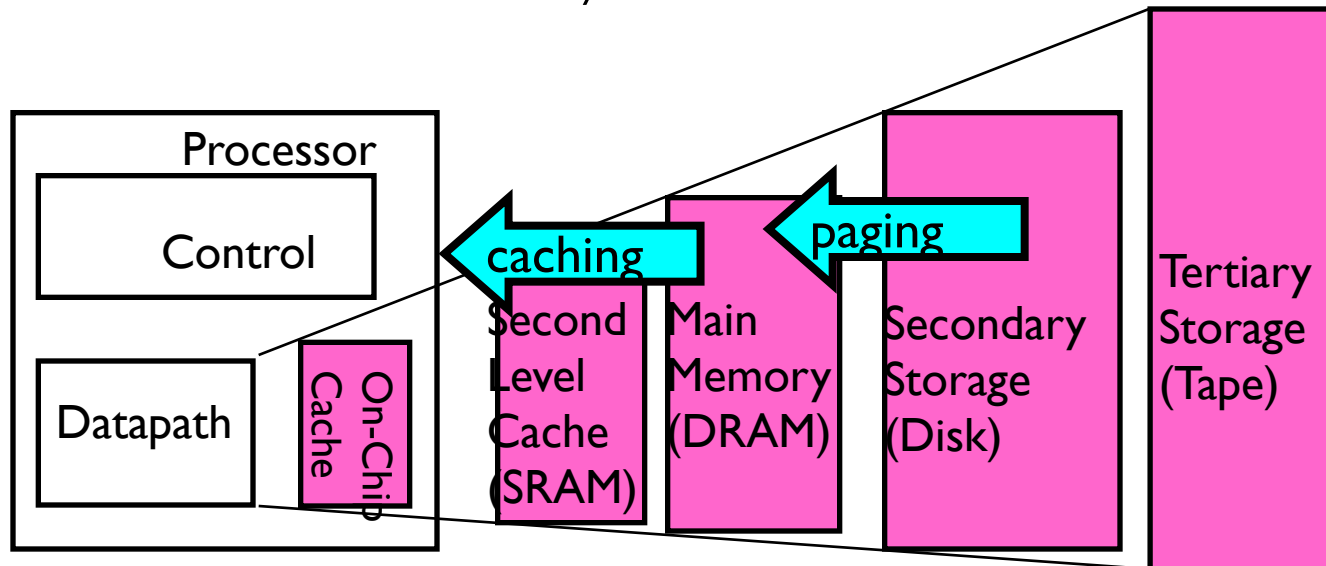 Processor
Control
Datapath
On-Chip
Cache
caching
Second
Level
Cache
(SRAM)
paging
Main
Memory
(DRAM)
Secondary
Storage
(Disk)
Tertiary
Storage
(Tape)